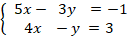 5x − 3y = −1
4x − y = 3